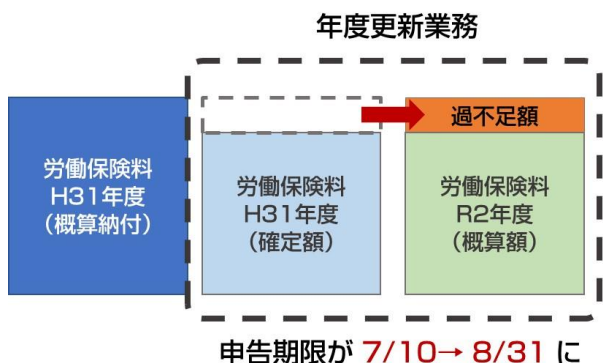 年度更新業務
労働保険料
H31年度
（概算納付）
労働保険料
H31年度
（確定額）
過不足額
労働保険料
R2年度
（概算額）
申告期限が 7/10→ 8/31 に